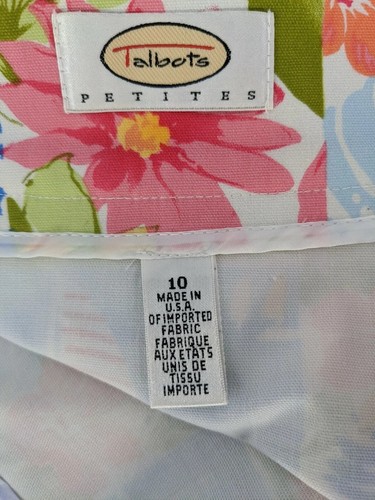 Talbots
PETITES
10
MADE IN
U.S.A.
OF IMPORTED
FABRIC
FABRIQUE
AUX ETATS
UNIS DE
TISSU
IMPORTE